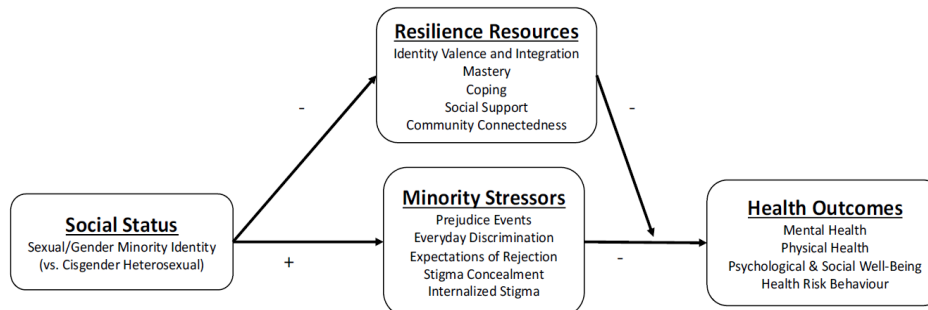 Resilience Resources
Identity Valence and Integration
Mastery
Coping
Social Support
Community Connectedness
-
-
Minority Stressors
Prejudice Events
Everyday Discrimination
Expectations of Rejection
Stigma Concealment
Internalized Stigma
Social Status
Sexual/Gender Minority Identity
(vs. Cisgender Heterosexual)
+
-
Health Outcomes
Mental Health
Physical Health
Psychological & Social Well-Being
Health Risk Behaviour